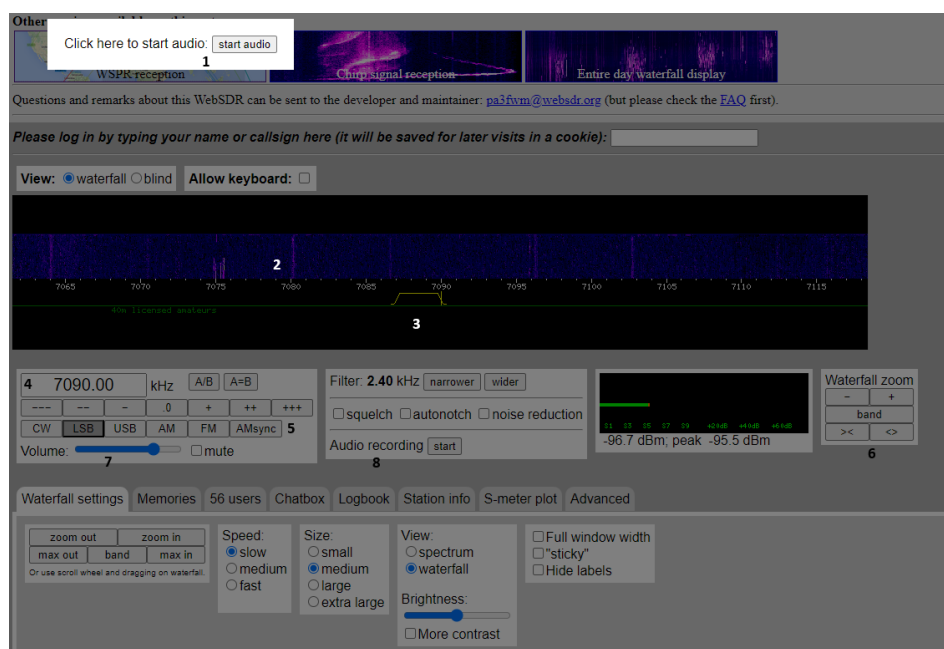 Other
Click here to start audio: start audio
1
WSPR reception
Chirp signal reception
Entire day waterfall display
Questions and remarks about this WebSDR can be sent to the developer and maintainer: pa3fwm@websdr.org (but please check the FAQ first).
Please log in by typing your name or callsign here (it will be saved for later visits in a cookie):
View: waterfall blind Allow keyboard:
2
7065 7070 7075 7080 7085 7090 7095 7100 7105 7110 7115
40m licensed amateurs
3
4 7090.00 kHz A/B A=B
--- -- - .0 + ++ +++
CW LSB USB AM FM AMsync 5
Volume: mute
7
Filter: 2.40 kHz narrower wider
squelch autonotch noise reduction
Audio recording start
8
S1 S3 S5 S7 S9 +20dB +40dB +60dB
-96.7 dBm; peak -95.5 dBm
Waterfall zoom
- +
band
>< <>
6
Waterfall settings Memories 56 users Chatbox Logbook Station info S-meter plot Advanced
zoom out zoom in
max out band max in
Or use scroll wheel and dragging on waterfall.
Speed:
slow
medium
fast
Size:
small
medium
large
extra large
View:
spectrum
waterfall
Brightness:
More contrast
Full window width
"sticky"
Hide labels